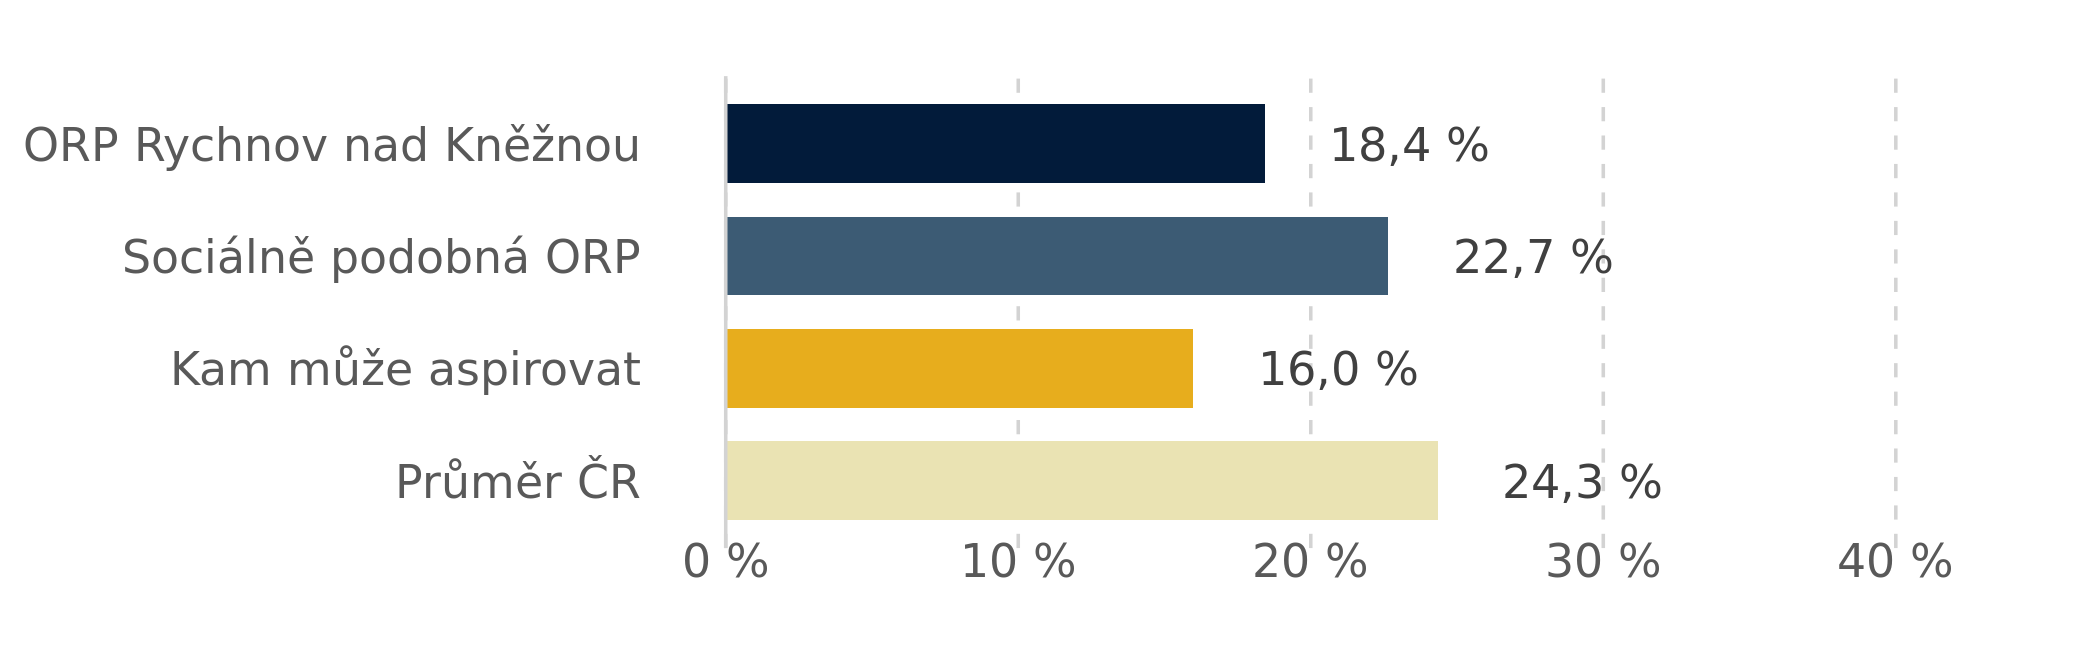 ORP Rychnov nad Kněžnou 18,4 %
Sociálně podobná ORP 22,7 %
Kam může aspirovat 16,0 %
Průměr ČR 24,3 %
0 % 10 % 20 % 30 % 40 %